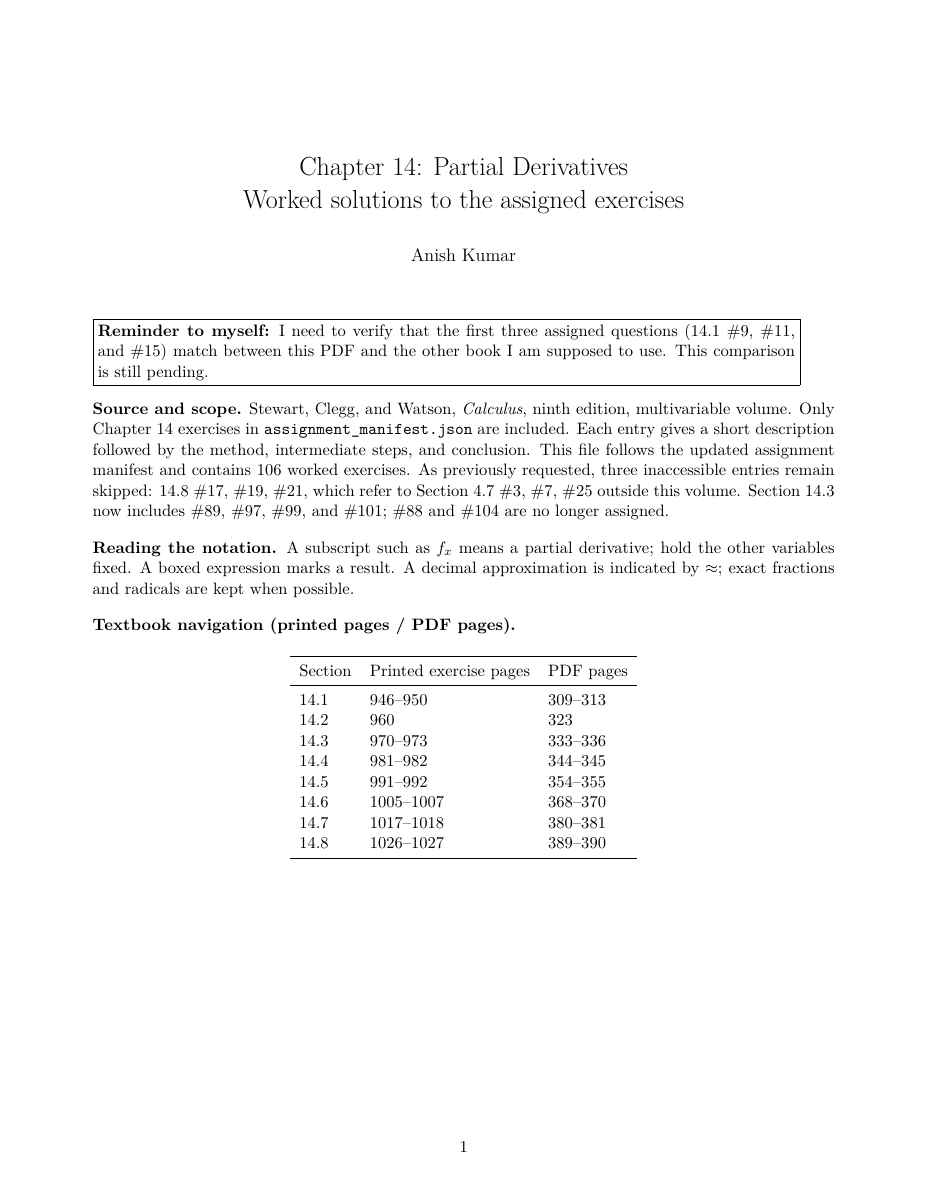 Chapter 14: Partial Derivatives
Worked solutions to the assigned exercises
Anish Kumar
Reminder to myself: I need to verify that the first three assigned questions (14.1 #9, #11,
and #15) match between this PDF and the other book I am supposed to use. This comparison
is still pending.
Source and scope. Stewart, Clegg, and Watson, Calculus, ninth edition, multivariable volume. Only
Chapter 14 exercises in assignment_manifest.json are included. Each entry gives a short description
followed by the method, intermediate steps, and conclusion. This file follows the updated assignment
manifest and contains 106 worked exercises. As previously requested, three inaccessible entries remain
skipped: 14.8 #17, #19, #21, which refer to Section 4.7 #3, #7, #25 outside this volume. Section 14.3
now includes #89, #97, #99, and #101; #88 and #104 are no longer assigned.
Reading the notation. A subscript such as fₓ means a partial derivative; hold the other variables
fixed. A boxed expression marks a result. A decimal approximation is indicated by ≈; exact fractions
and radicals are kept when possible.
Textbook navigation (printed pages / PDF pages).
Section Printed exercise pages PDF pages
14.1 946–950 309–313
14.2 960 323
14.3 970–973 333–336
14.4 981–982 344–345
14.5 991–992 354–355
14.6 1005–1007 368–370
14.7 1017–1018 380–381
14.8 1026–1027 389–390
1